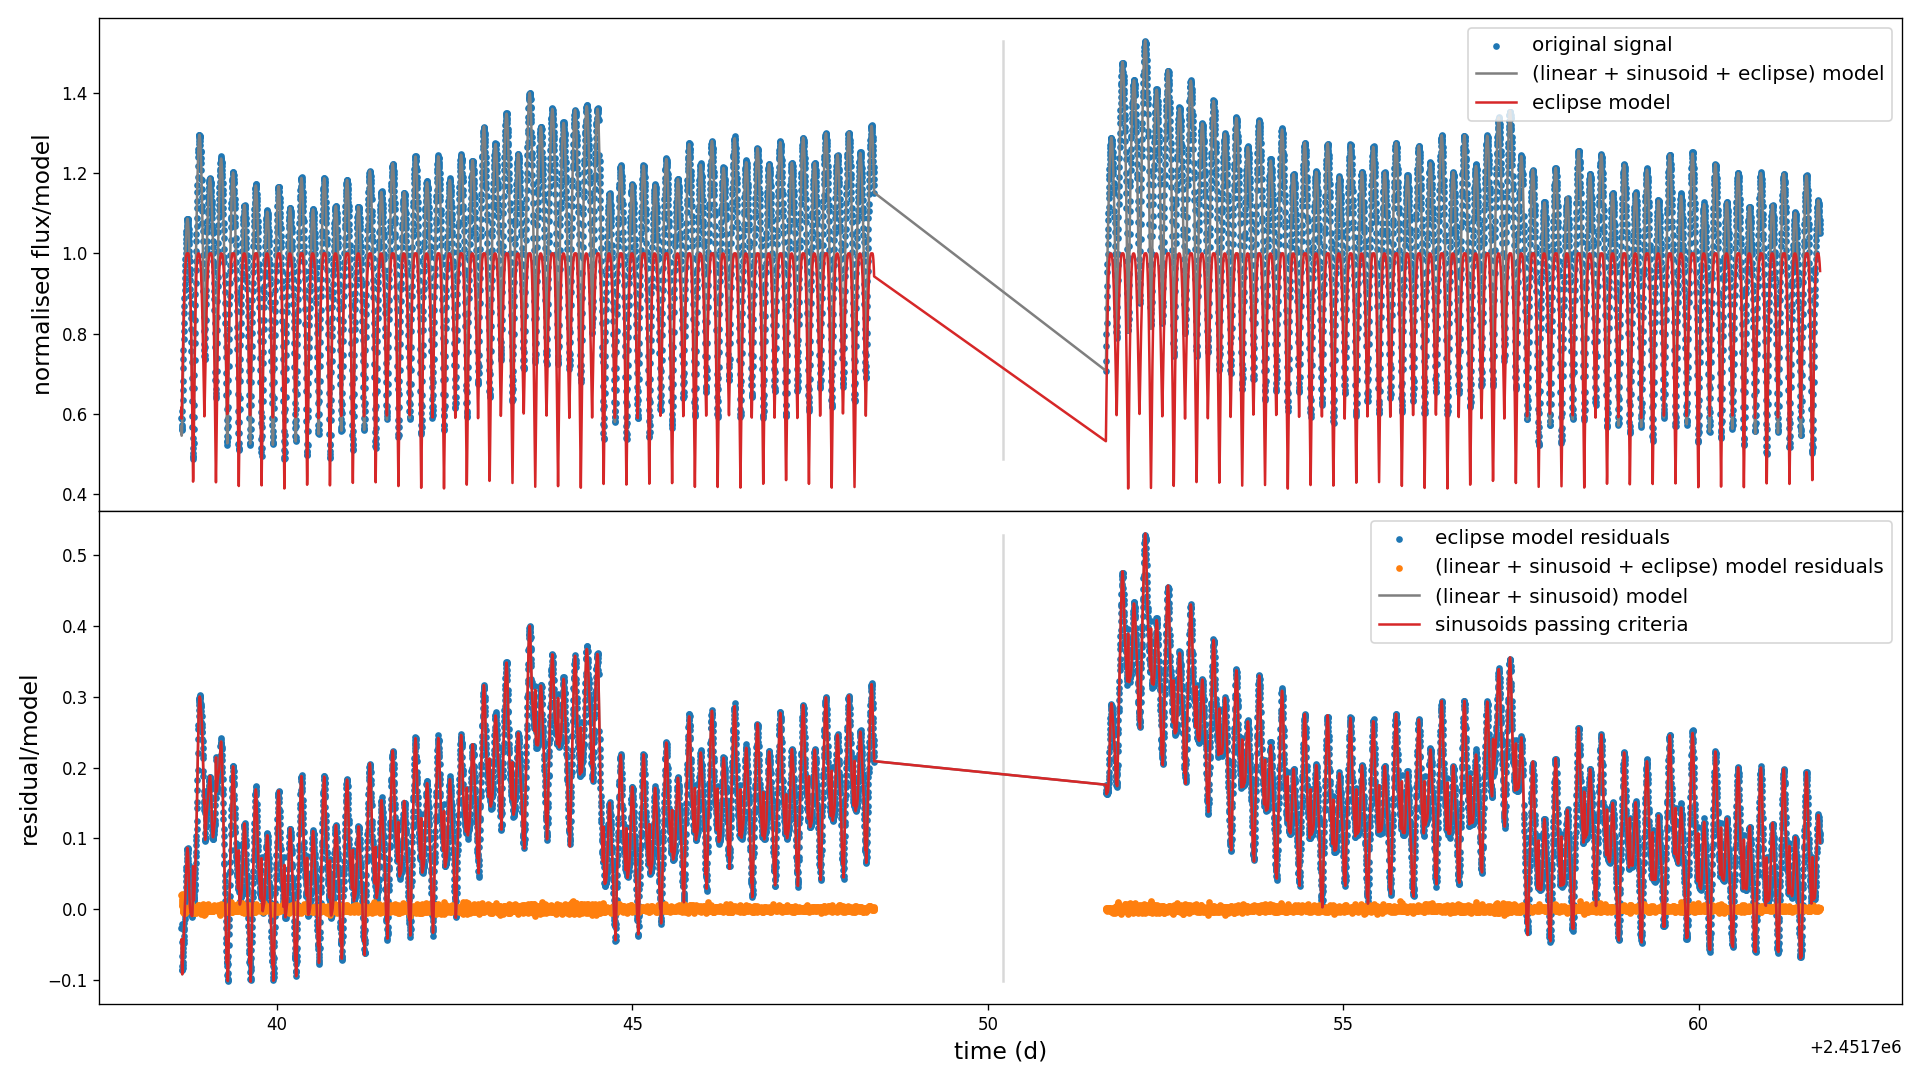 original signal
(linear + sinusoid + eclipse) model
eclipse model
normalised flux/model
1.4
1.2
1.0
0.8
0.6
0.4
eclipse model residuals
(linear + sinusoid + eclipse) model residuals
(linear + sinusoid) model
sinusoids passing criteria
residual/model
0.5
0.4
0.3
0.2
0.1
0.0
−0.1
40
45
50
55
60
time (d)
+2.4517e6